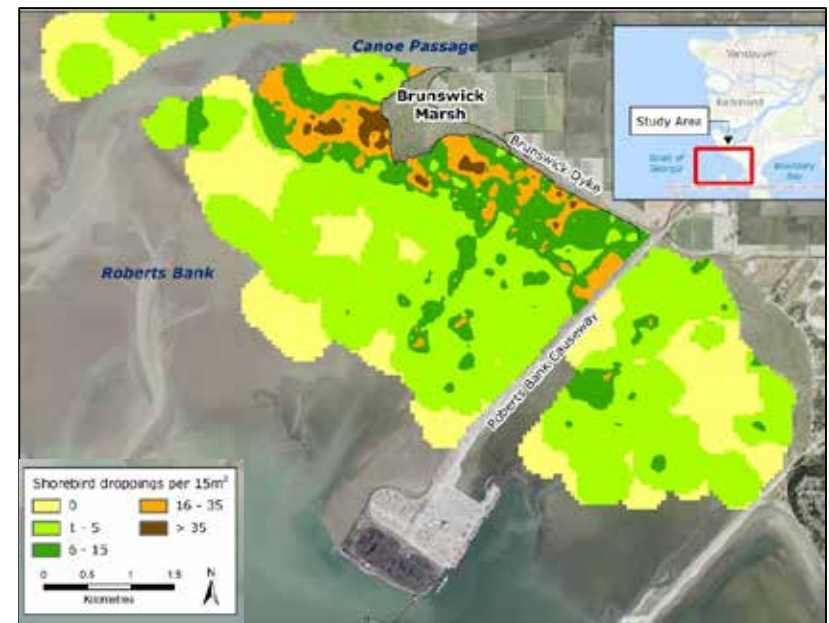 Canoe Passage
Brunswick
Marsh
Brunswick Dyke
Roberts Bank
Roberts Bank Causeway
Vancouver
Richmond
Study Area
Strait of
Georgia
Boundary
Bay
Shorebird droppings per 15m²
0
16 - 35
1 - 5
> 35
6 - 15
0 0.5 1 1.5
Kilometres
N